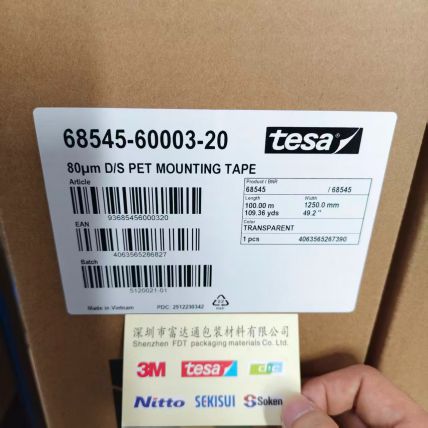 68545-60003-20
tesa
80µm D/S PET MOUNTING TAPE
Article
93685456000320
EAN
4063565286827
Batch
5120021-01
Product / BNR
68545 / 68545
Length Width
100.00 m 1250.0 mm
109.36 yds 49.2 "
Color
TRANSPARENT
1 pcs 4063565267390
Made in Vietnam PDC: 2512230342
深圳市富达通包装材料有限公司
Shenzhen FDT packaging materials Co. Ltd
3M tesa
Nitto SEKISUI Soken